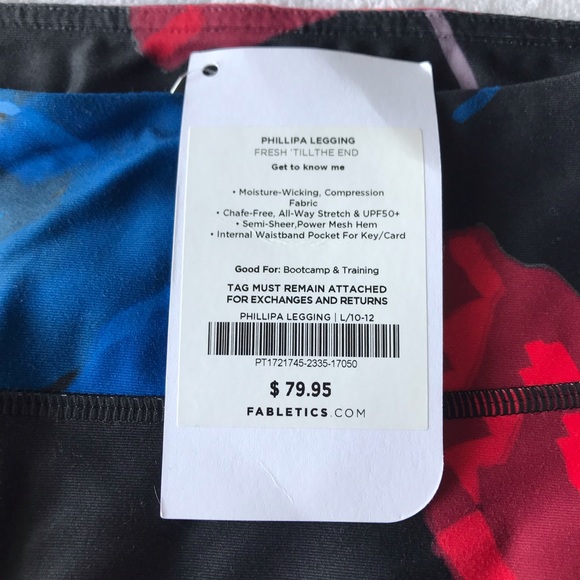 PHILLIPA LEGGING
FRESH 'TILLTHE END
Get to know me
• Moisture-Wicking, Compression
Fabric
• Chafe-Free, All-Way Stretch & UPF50+
• Semi-Sheer,Power Mesh Hem
• Internal Waistband Pocket For Key/Card
Good For: Bootcamp & Training
TAG MUST REMAIN ATTACHED
FOR EXCHANGES AND RETURNS
PHILLIPA LEGGING | L/10-12
PT1721745-2335-17050
$ 79.95
FABLETICS.COM